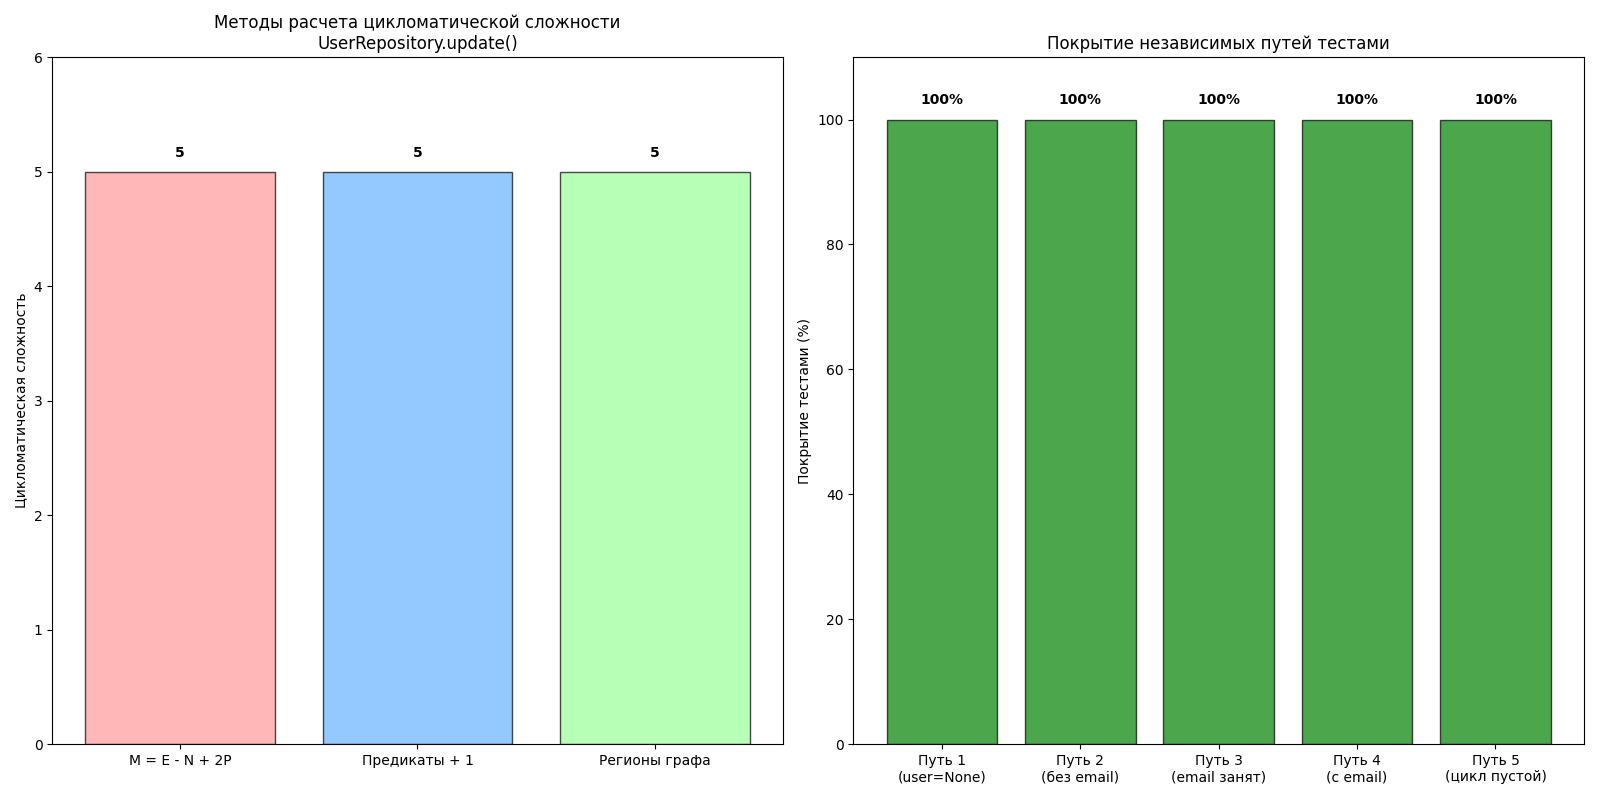 Методы расчета цикломатической сложности
UserRepository.update()
Цикломатическая сложность
6
5
4
3
2
1
0
5
5
5
M = E - N + 2P
Предикаты + 1
Регионы графа
Покрытие независимых путей тестами
Покрытие тестами (%)
100
80
60
40
20
0
100%
100%
100%
100%
100%
Путь 1
(user=None)
Путь 2
(без email)
Путь 3
(email занят)
Путь 4
(с email)
Путь 5
(цикл пустой)